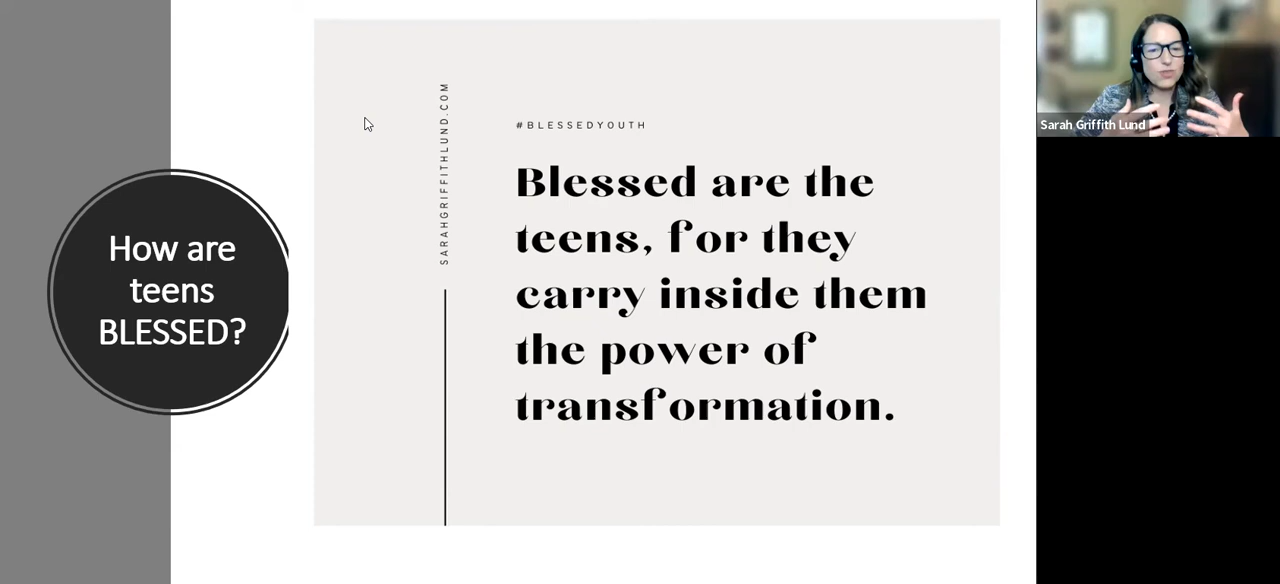 How are
teens
BLESSED?
SARAHGRIFFITHLUND.COM
#BLESSEDYOUTH
Blessed are the
teens, for they
carry inside them
the power of
transformation.
Sarah Griffith Lund